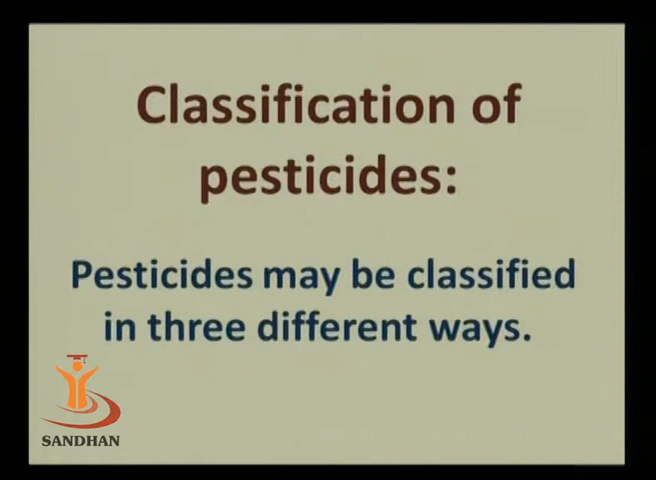 Classification of
pesticides:
Pesticides may be classified
in three different ways.
SANDHAN